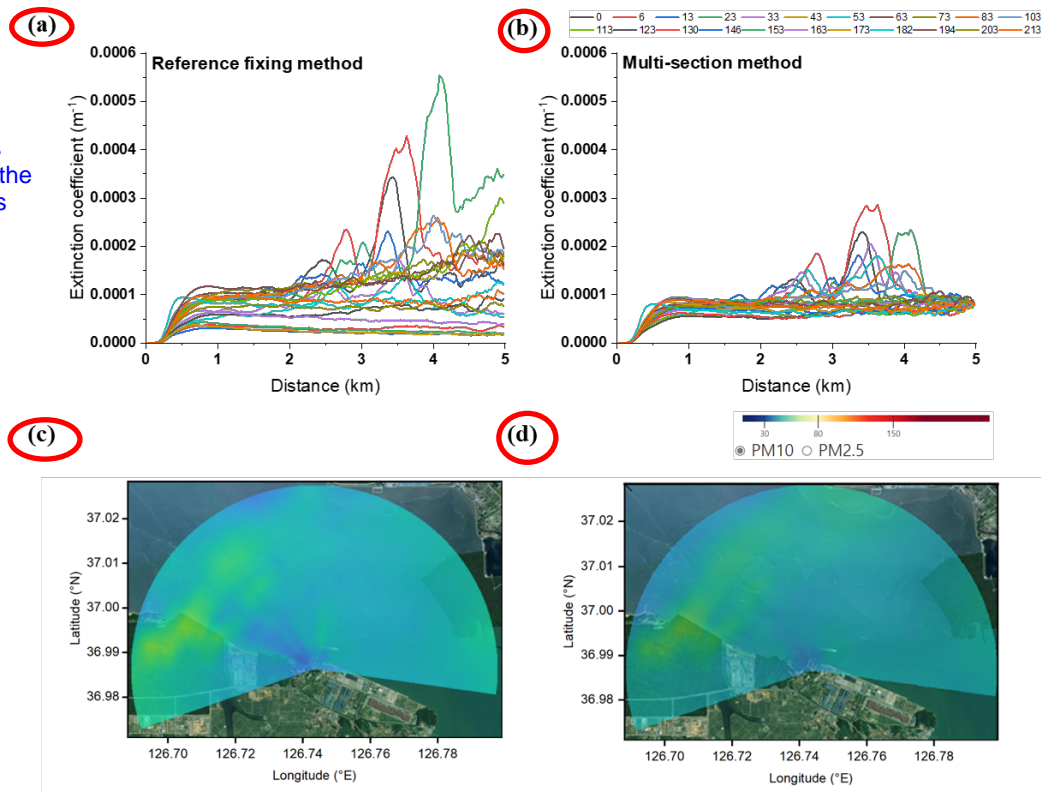 (a)
(b)
0 6 13 23 33 43 53 63 73 83 103
113 123 130 146 153 163 173 182 194 203 213
Reference fixing method
Multi-section method
0.0006
0.0005
0.0004
0.0003
0.0002
0.0001
0.0000
Extinction coefficient (m-1)
0 1 2 3 4 5
Distance (km)
0.0006
0.0005
0.0004
0.0003
0.0002
0.0001
0.0000
Extinction coefficient (m-1)
0 1 2 3 4 5
Distance (km)
the
s
(c)
(d)
30 80 150
PM10 PM2.5
37.02
37.01
37.00
36.99
36.98
Latitude (°N)
126.70 126.72 126.74 126.76 126.78
Longitude (°E)
37.02
37.01
37.00
36.99
36.98
Latitude (°N)
126.70 126.72 126.74 126.76 126.78
Longitude (°E)